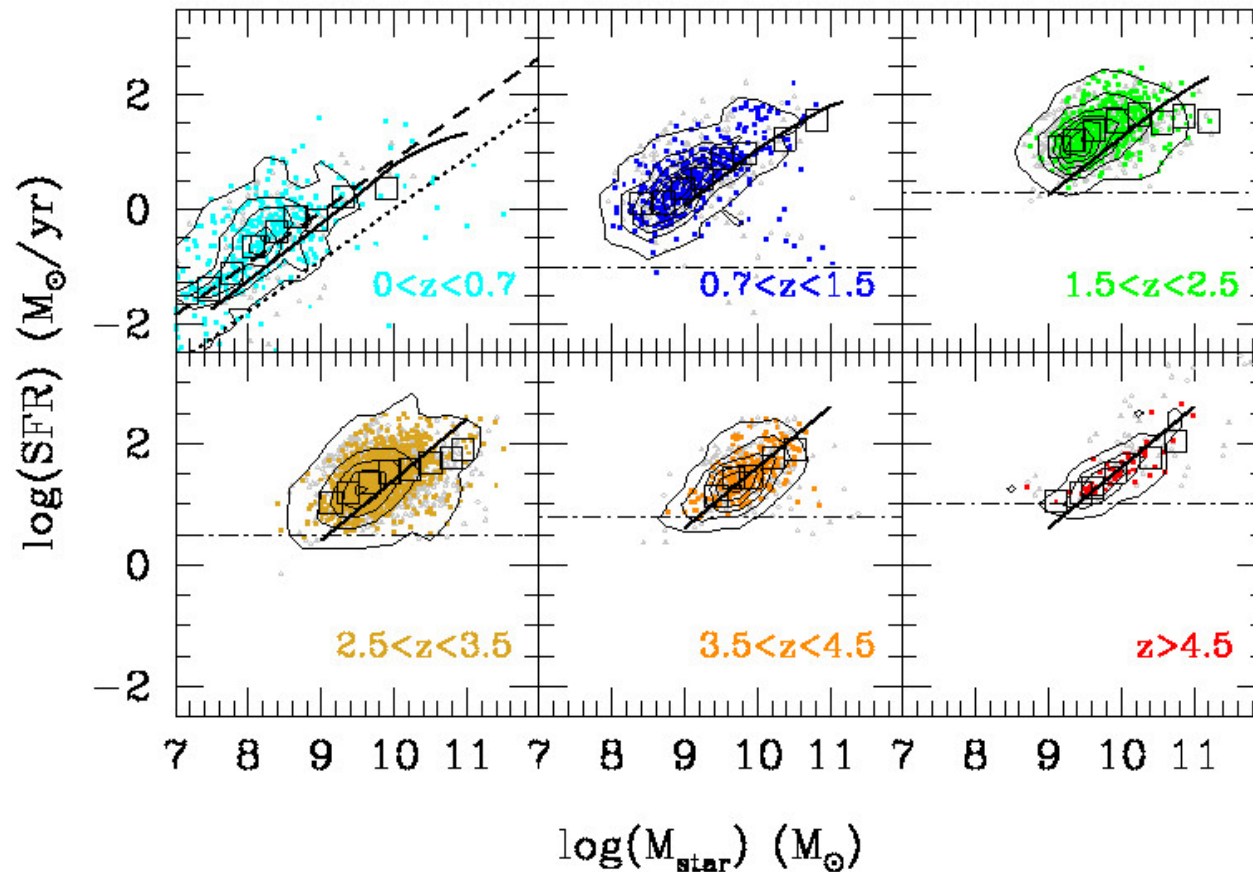 log(SFR) (M⊙/yr)
2
0
−2
0<z<0.7
0.7<z<1.5
1.5<z<2.5
2
0
−2
2.5<z<3.5
3.5<z<4.5
z>4.5
7 8 9 10 11 7 8 9 10 11 7 8 9 10 11
log(Mstar) (M⊙)